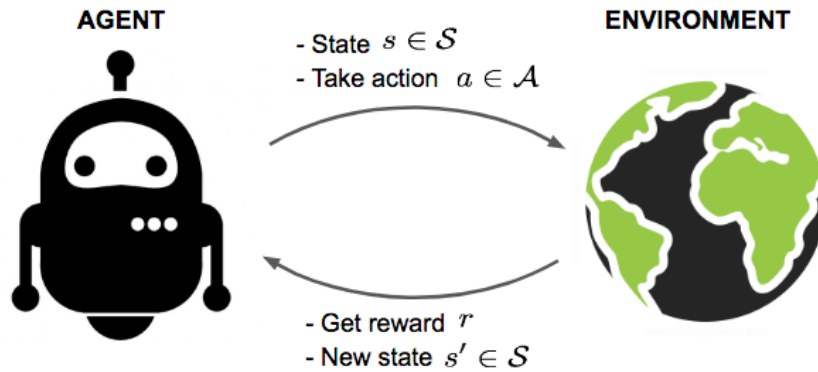 AGENT
ENVIRONMENT
- State s ∈ 𝒮
- Take action a ∈ 𝒜
- Get reward r
- New state s′ ∈ 𝒮